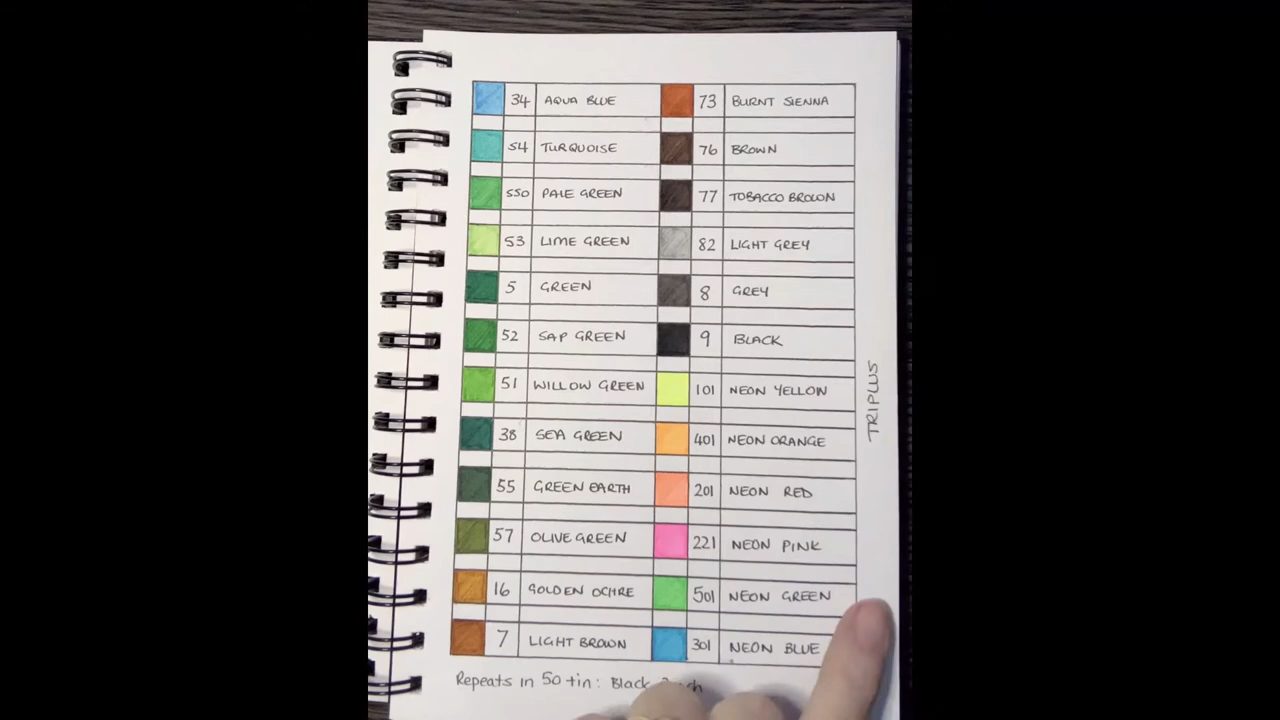 34 AQUA BLUE 73 BURNT SIENNA
54 TURQUOISE 76 BROWN
550 PALE GREEN 77 TOBACCO BROWN
53 LIME GREEN 82 LIGHT GREY
5 GREEN 8 GREY
52 SAP GREEN 9 BLACK
51 WILLOW GREEN 101 NEON YELLOW
38 SEA GREEN 401 NEON ORANGE
55 GREEN EARTH 201 NEON RED
57 OLIVE GREEN 221 NEON PINK
16 GOLDEN OCHRE 501 NEON GREEN
7 LIGHT BROWN 301 NEON BLUE
TRIPLUS
Repeats in 50 tin: Black